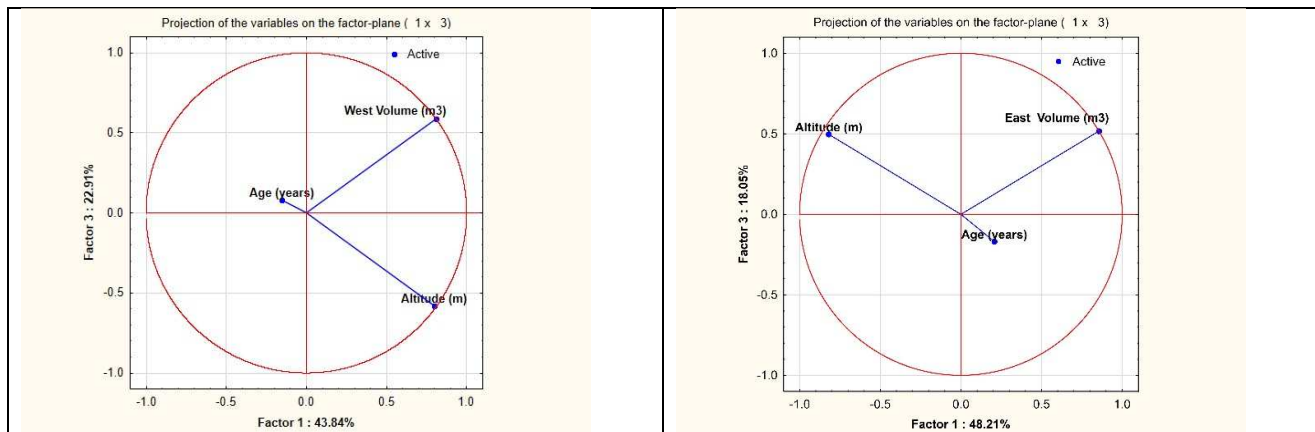 Projection of the variables on the factor-plane ( 1 x 3)
Active
1.0
West Volume (m3)
0.5
Age (years)
0.0
Factor 3 : 22.91%
-0.5
Altitude (m)
-1.0
-1.0 -0.5 0.0 0.5 1.0
Factor 1 : 43.84%
Projection of the variables on the factor-plane ( 1 x 3)
1.0
Active
East Volume (m3)
Altitude (m)
0.5
0.0
Age (years)
Factor 3 : 18.05%
-0.5
-1.0
-1.0 -0.5 0.0 0.5 1.0
Factor 1 : 48.21%